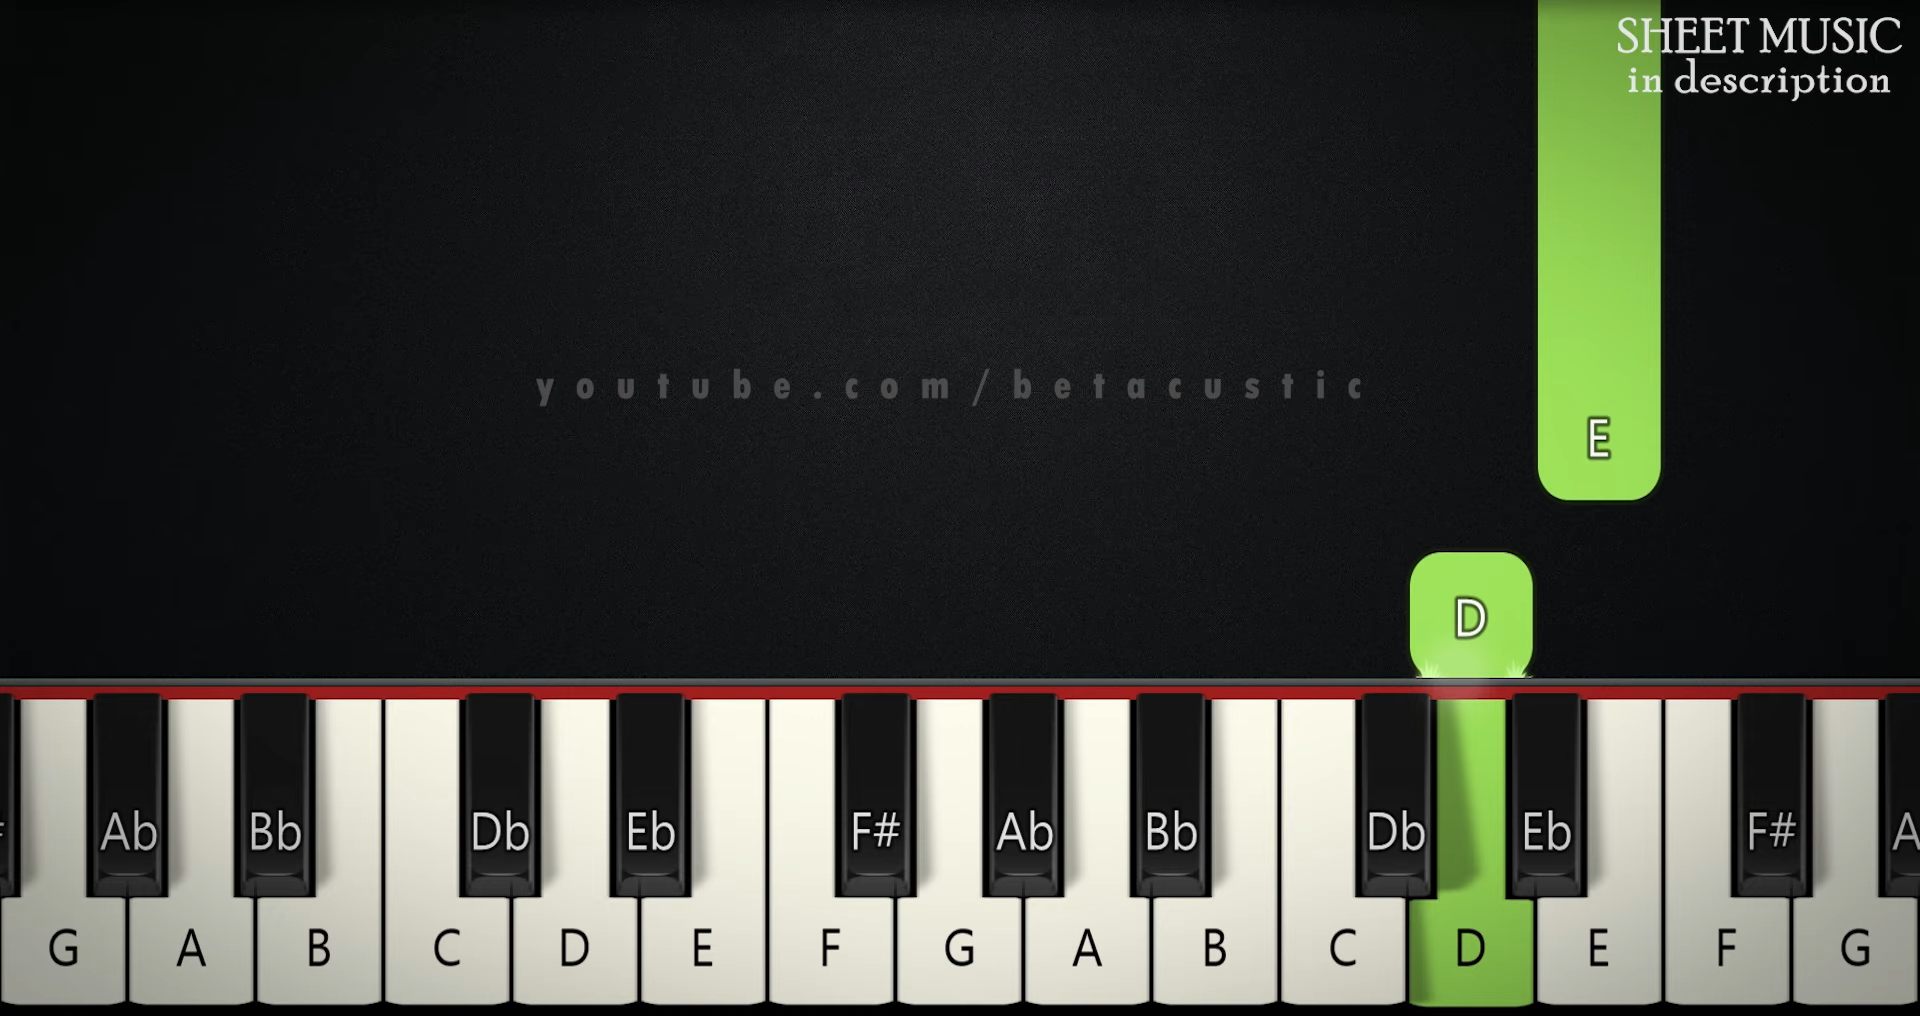 SHEET MUSIC
in description
youtube.com/betacustic
E
D
# Ab Bb Db Eb F# Ab Bb Db Eb F# A
G A B C D E F G A B C D E F G